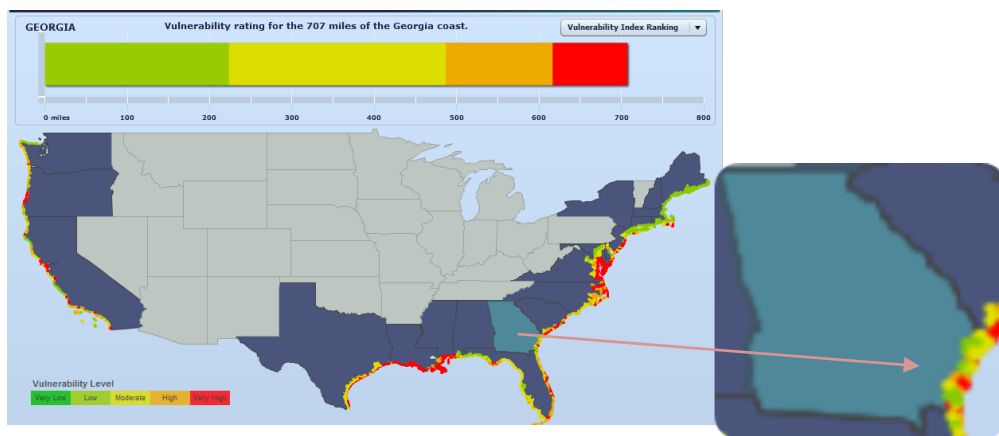 GEORGIA
Vulnerability rating for the 707 miles of the Georgia coast.
Vulnerability Index Ranking
0 miles 100 200 300 400 500 600 700 800
Vulnerability Level
Very Low Low Moderate High Very High